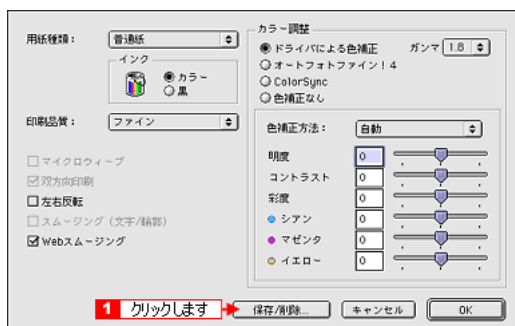 用紙種類： 普通紙
インク
カラー
黒
印刷品質： ファイン
マイクロウィーブ
双方向印刷
左右反転
スムージング（文字/輪郭）
Webスムージング
カラー調整
ドライバによる色補正 ガンマ 1.8
オートフォトファイン！4
ColorSync
色補正なし
色補正方法： 自動
明度 0
コントラスト 0
彩度 0
シアン 0
マゼンタ 0
イエロー 0
1 クリックします 保存/削除... キャンセル OK